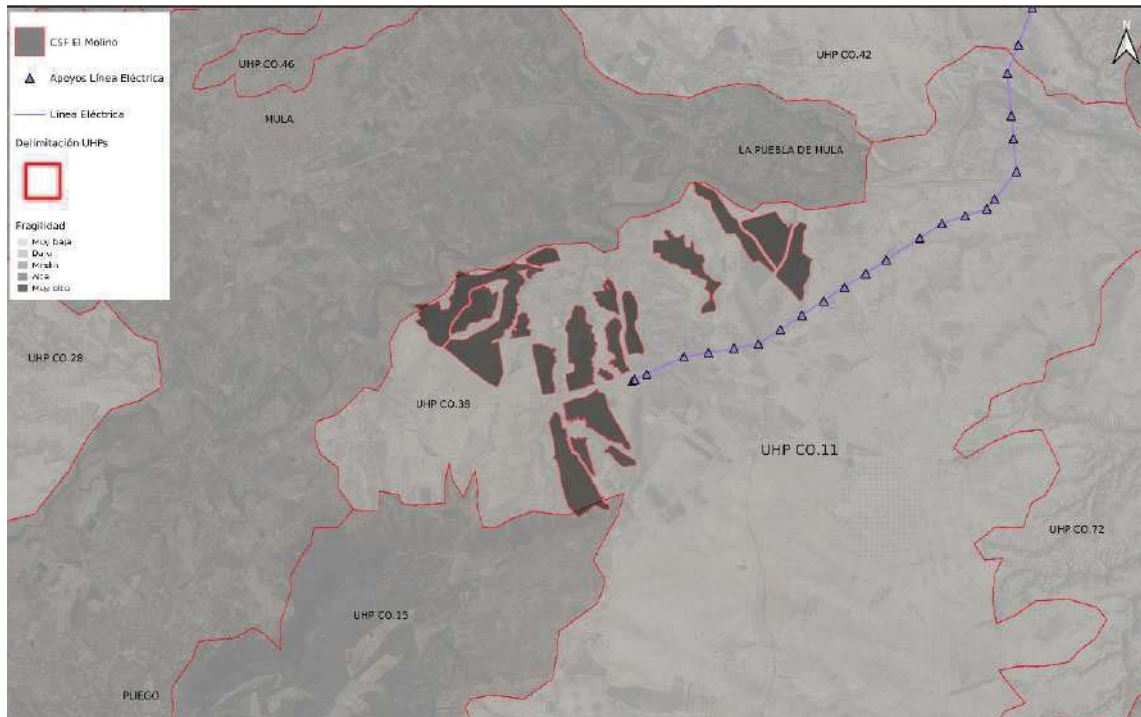 CSF El Molino
Apoyos Línea Eléctrica
Línea Eléctrica
Delimitación UHPs
Fragilidad
Muy baja
Baja
Media
Alta
Muy alta
N
UHP CO.46
UHP CO.42
MULA
LA PUEBLA DE MULA
UHP CO.28
UHP CO.38
UHP CO.11
UHP CO.72
UHP CO.15
PLIEGO